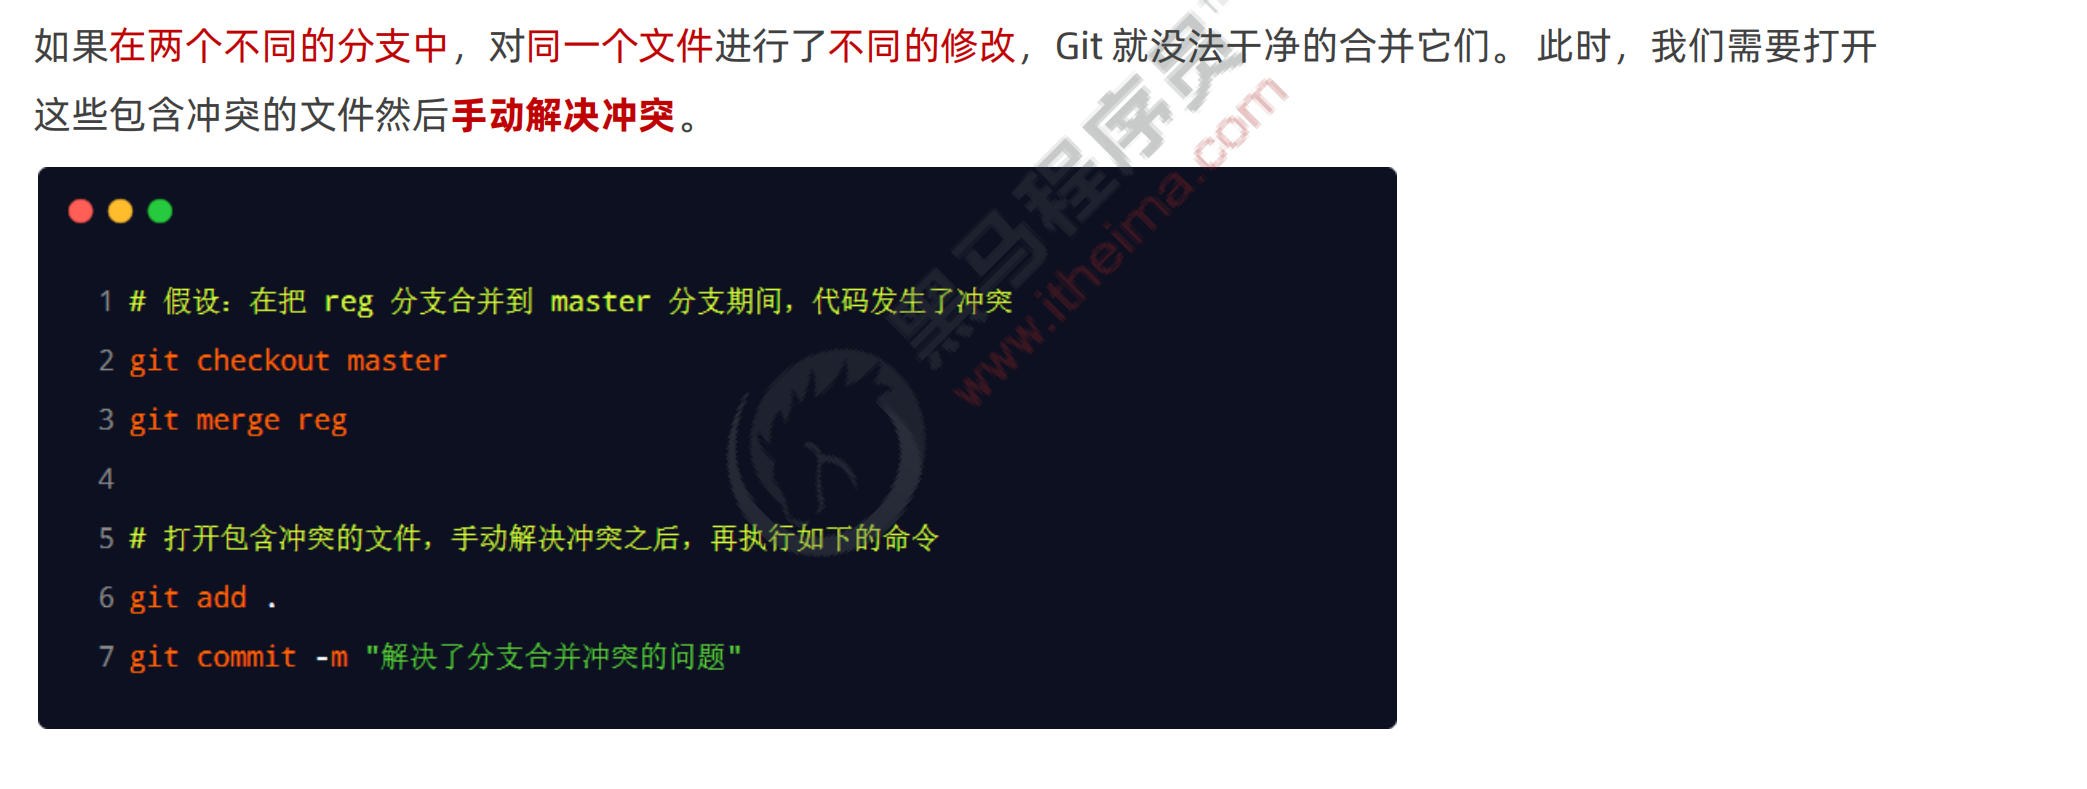 如果在两个不同的分支中，对同一个文件进行了不同的修改，Git 就没法干净的合并它们。 此时，我们需要打开
这些包含冲突的文件然后手动解决冲突。
黑马程序员
www.itheima.com
1 # 假设：在把 reg 分支合并到 master 分支期间，代码发生了冲突
2 git checkout master
3 git merge reg
4
5 # 打开包含冲突的文件，手动解决冲突之后，再执行如下的命令
6 git add .
7 git commit -m "解决了分支合并冲突的问题"